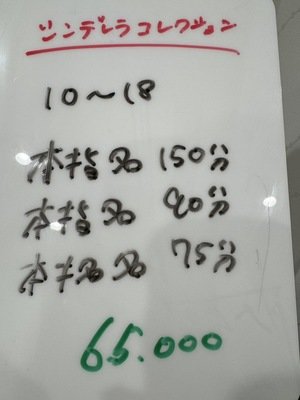 シンデレラコレクション
10～18
本指名 150分
本指名 90分
本指名 75分
65.000